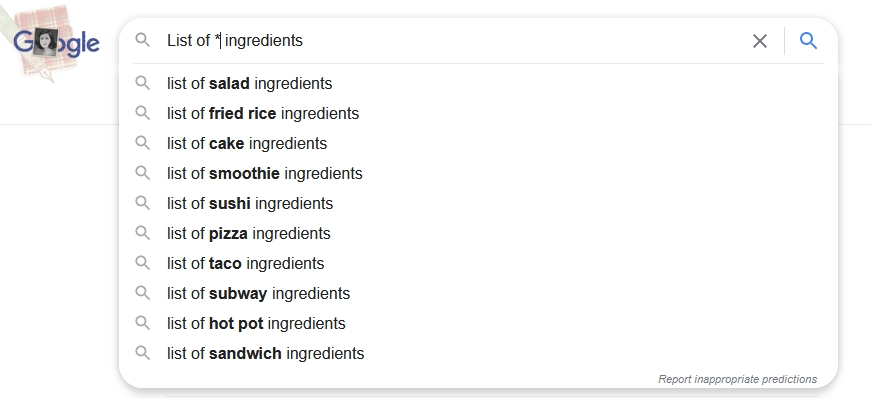 Google
List of * ingredients
list of salad ingredients
list of fried rice ingredients
list of cake ingredients
list of smoothie ingredients
list of sushi ingredients
list of pizza ingredients
list of taco ingredients
list of subway ingredients
list of hot pot ingredients
list of sandwich ingredients
Report inappropriate predictions